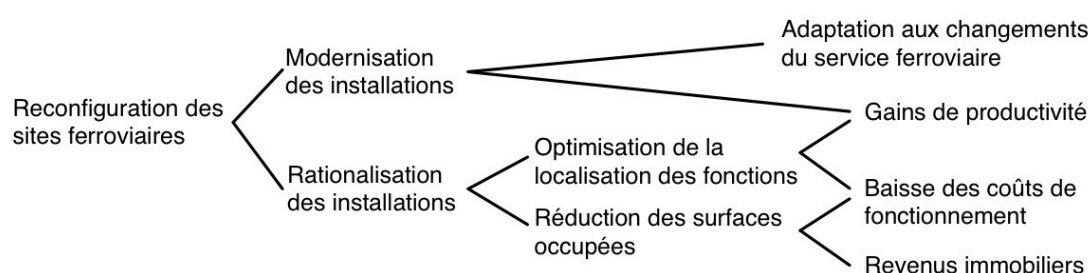 Reconfiguration des
sites ferroviaires
Modernisation
des installations
Rationalisation
des installations
Optimisation de la
localisation des fonctions
Réduction des surfaces
occupées
Adaptation aux changements
du service ferroviaire
Gains de productivité
Baisse des coûts de
fonctionnement
Revenus immobiliers